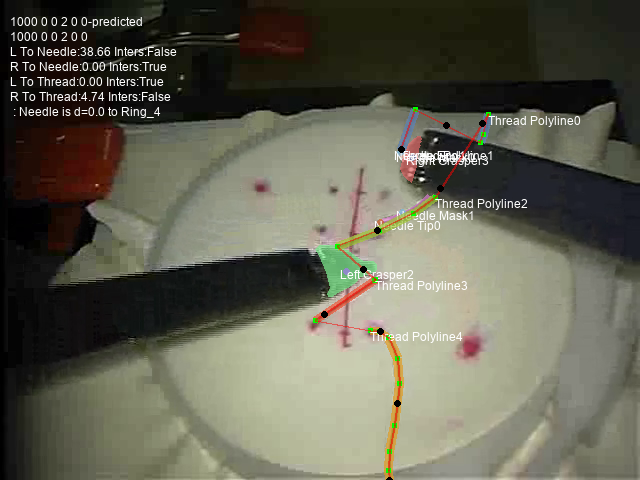 1000 0 0 2 0 0-predicted
1000 0 0 2 0 0
L To Needle:38.66 Inters:False
R To Needle:0.00 Inters:True
L To Thread:0.00 Inters:True
R To Thread:4.74 Inters:False
: Needle is d=0.0 to Ring_4
Thread Polyline0
Right Grasper3
Thread Polyline2
Needle Mask1
Needle Tip0
Left Grasper2
Thread Polyline3
Thread Polyline4